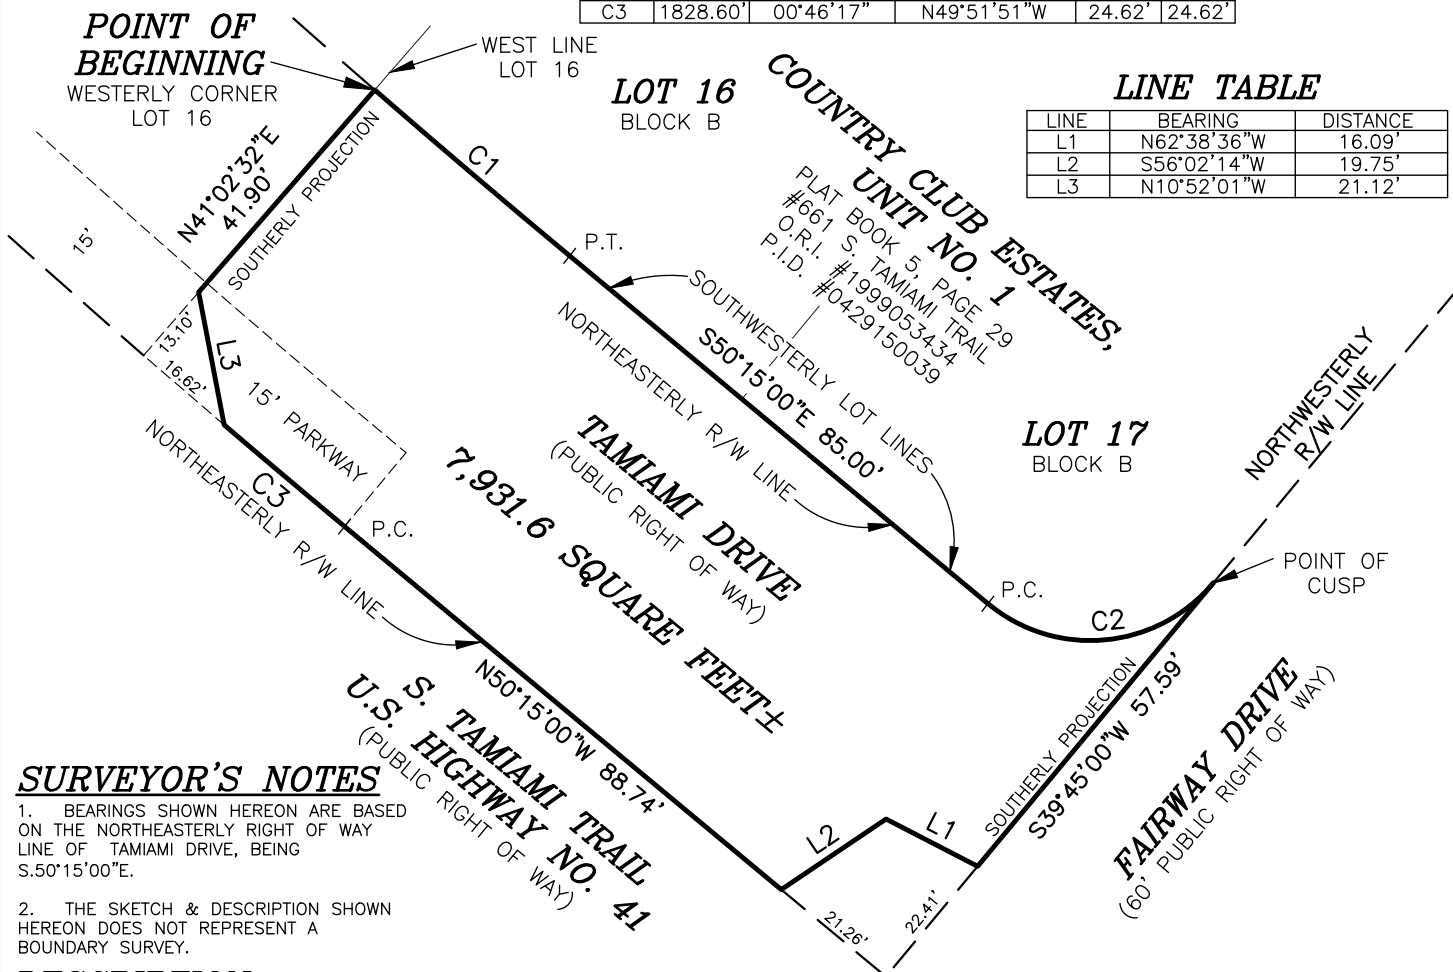 C3 1828.60' 00°46'17" N49°51'51"W 24.62' 24.62'
POINT OF
BEGINNING
WESTERLY CORNER
LOT 16
WEST LINE
LOT 16
LOT 16
BLOCK B
COUNTRY CLUB ESTATES,
UNIT NO. 1
PLAT BOOK 5, PAGE 29
#661 S. TAMIAMI TRAIL
O.R.I. #1999053434
P.I.D. #0429150039
LINE TABLE
LINE BEARING DISTANCE
L1 N62°38'36"W 16.09'
L2 S56°02'14"W 19.75'
L3 N10°52'01"W 21.12'
N41°02'32"E
41.90'
SOUTHERLY PROJECTION
C1
P.T.
15'
13.10'
16.62'
L3
15' PARKWAY
C3
NORTHEASTERLY R/W LINE
P.C.
SOUTHWESTERLY LOT LINES
S50°15'00"E 85.00'
NORTHEASTERLY R/W LINE
TAMIAMI DRIVE
(PUBLIC RIGHT OF WAY)
7,931.6 SQUARE FEET±
LOT 17
BLOCK B
NORTHWESTERLY
R/W LINE
POINT OF
CUSP
P.C.
C2
SOUTHERLY PROJECTION
S39°45'00"W 57.59'
FAIRWAY DRIVE
(60' PUBLIC RIGHT OF WAY)
N50°15'00"W 88.74'
S. TAMIAMI TRAIL
U.S. HIGHWAY NO. 41
(PUBLIC RIGHT OF WAY)
L2
L1
21.26'
22.41'
SURVEYOR'S NOTES
1. BEARINGS SHOWN HEREON ARE BASED
ON THE NORTHEASTERLY RIGHT OF WAY
LINE OF TAMIAMI DRIVE, BEING
S.50°15'00"E.
2. THE SKETCH & DESCRIPTION SHOWN
HEREON DOES NOT REPRESENT A
BOUNDARY SURVEY.